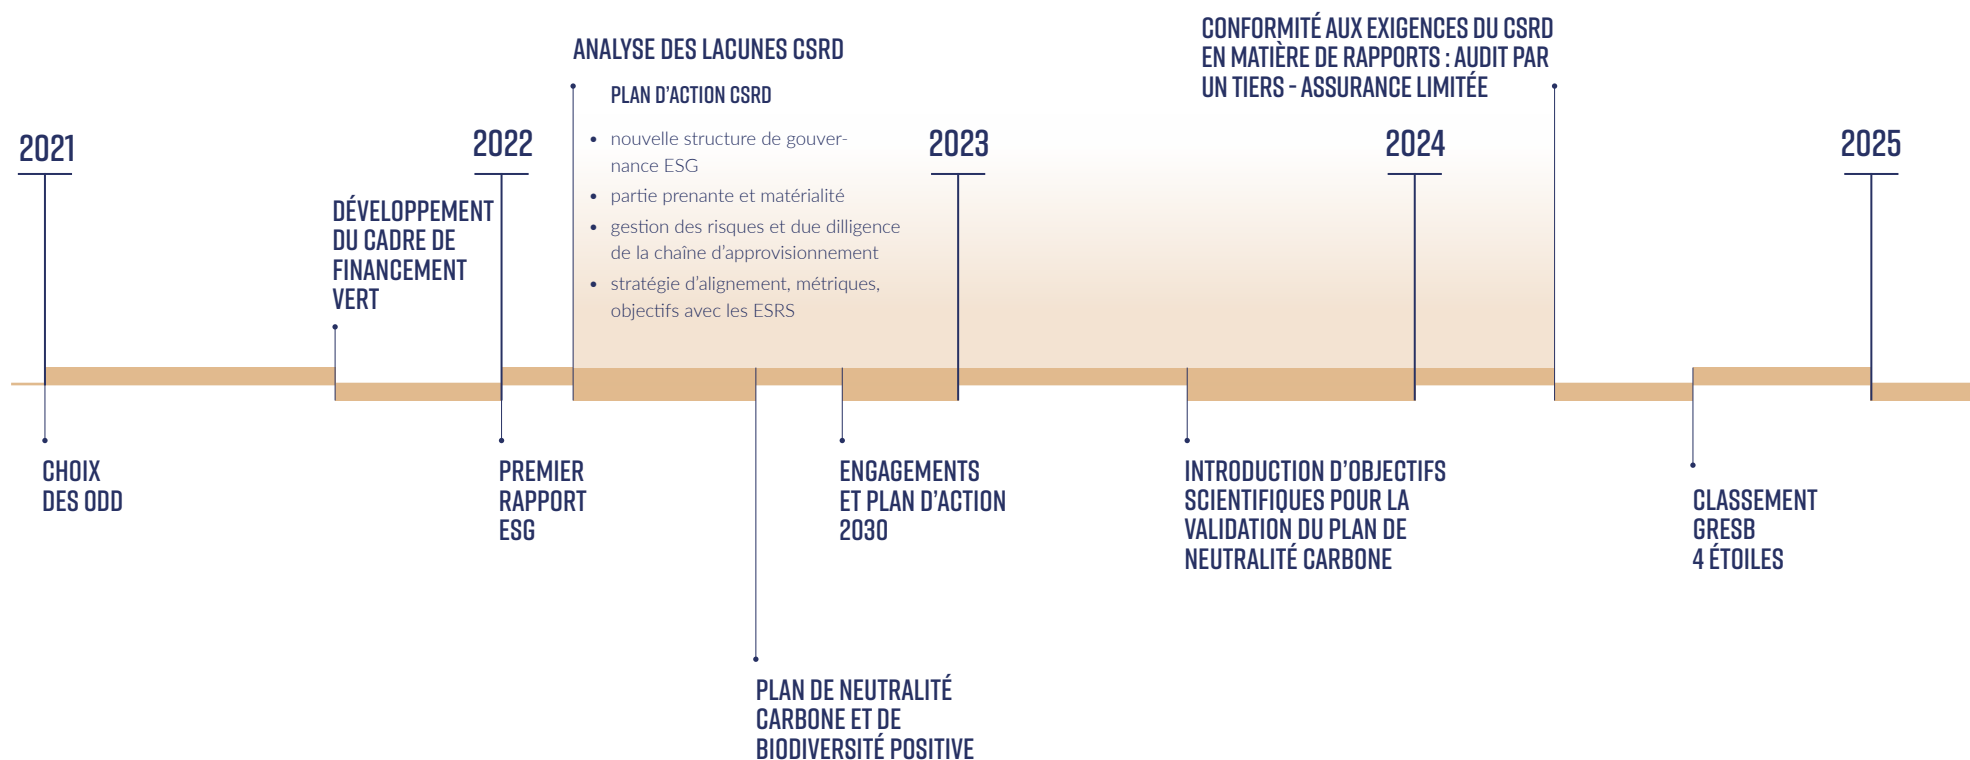 2021
CHOIX
DES ODD
DÉVELOPPEMENT
DU CADRE DE
FINANCEMENT
VERT
2022
PREMIER
RAPPORT
ESG
ANALYSE DES LACUNES CSRD
PLAN D'ACTION CSRD
• nouvelle structure de gouver-
nance ESG
• partie prenante et matérialité
• gestion des risques et due dilligence
de la chaîne d'approvisionnement
• stratégie d'alignement, métriques,
objectifs avec les ESRS
PLAN DE NEUTRALITÉ
CARBONE ET DE
BIODIVERSITÉ POSITIVE
ENGAGEMENTS
ET PLAN D'ACTION
2030
2023
INTRODUCTION D'OBJECTIFS
SCIENTIFIQUES POUR LA
VALIDATION DU PLAN DE
NEUTRALITÉ CARBONE
2024
CONFORMITÉ AUX EXIGENCES DU CSRD
EN MATIÈRE DE RAPPORTS : AUDIT PAR
UN TIERS - ASSURANCE LIMITÉE
CLASSEMENT
GRESB
4 ÉTOILES
2025